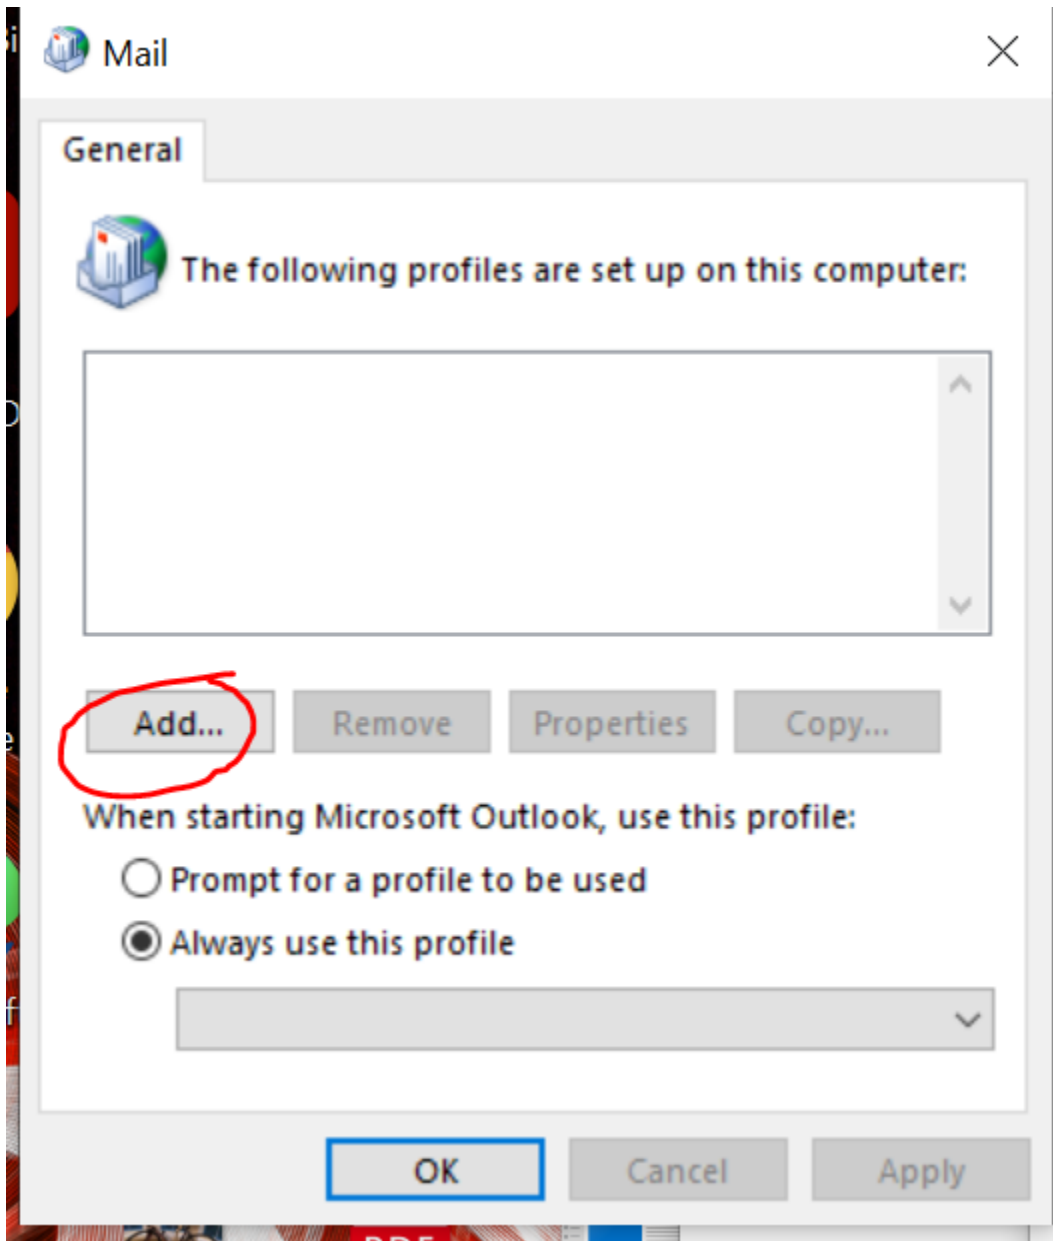 Mail
General
The following profiles are set up on this computer:
Add...
Remove
Properties
Copy...
When starting Microsoft Outlook, use this profile:
Prompt for a profile to be used
Always use this profile
OK
Cancel
Apply